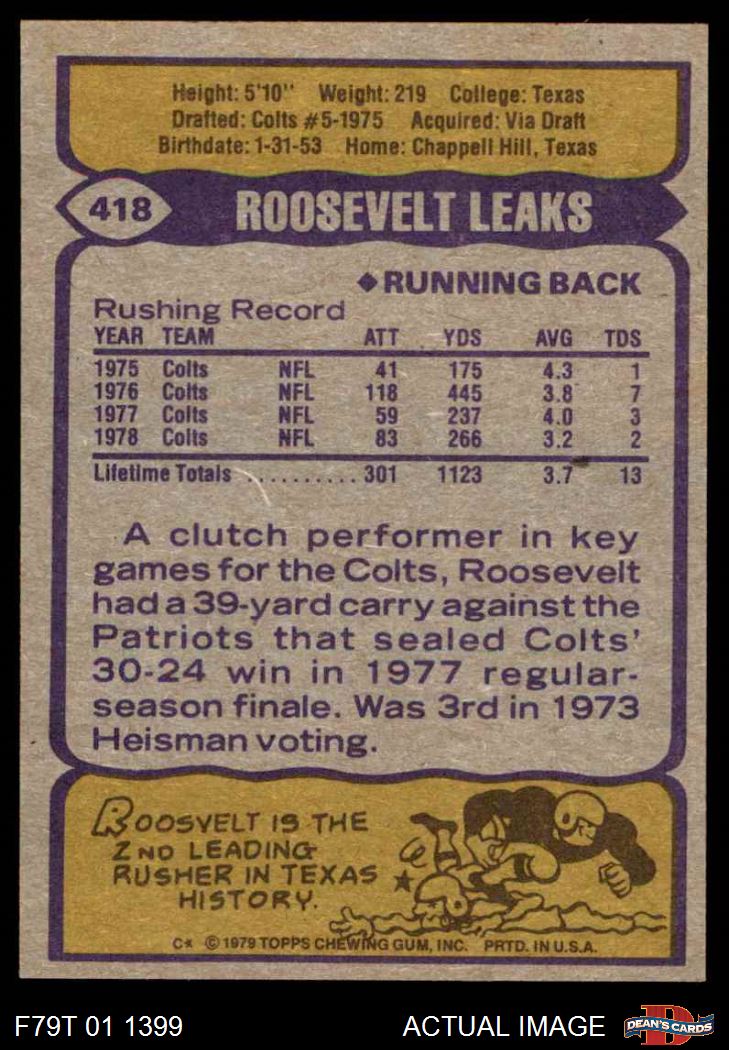 Height: 5'10" Weight: 219 College: Texas
Drafted: Colts #5-1975 Acquired: Via Draft
Birthdate: 1-31-53 Home: Chappell Hill, Texas
418 ROOSEVELT LEAKS
◆RUNNING BACK
Rushing Record
YEAR TEAM ATT YDS AVG TDS
1975 Colts NFL 41 175 4.3 1
1976 Colts NFL 118 445 3.8 7
1977 Colts NFL 59 237 4.0 3
1978 Colts NFL 83 266 3.2 2
Lifetime Totals .......... 301 1123 3.7 13
A clutch performer in key
games for the Colts, Roosevelt
had a 39-yard carry against the
Patriots that sealed Colts'
30-24 win in 1977 regular-
season finale. Was 3rd in 1973
Heisman voting.
ROOSVELT IS THE
2ND LEADING
RUSHER IN TEXAS
HISTORY.
C* © 1979 TOPPS CHEWING GUM, INC. PRTD. IN U.S.A.
F79T 01 1399 ACTUAL IMAGE D DEAN'S CARDS